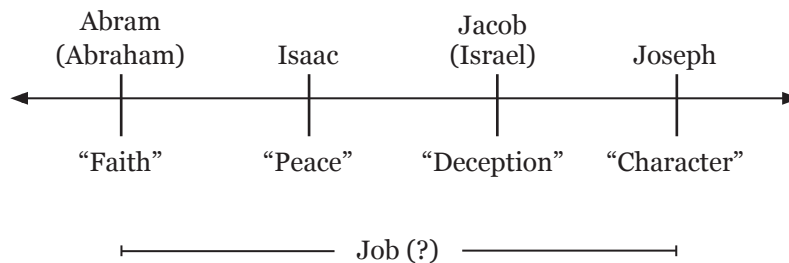 Abram
(Abraham)
Isaac
Jacob
(Israel)
Joseph
“Faith”
“Peace”
“Deception”
“Character”
Job (?)